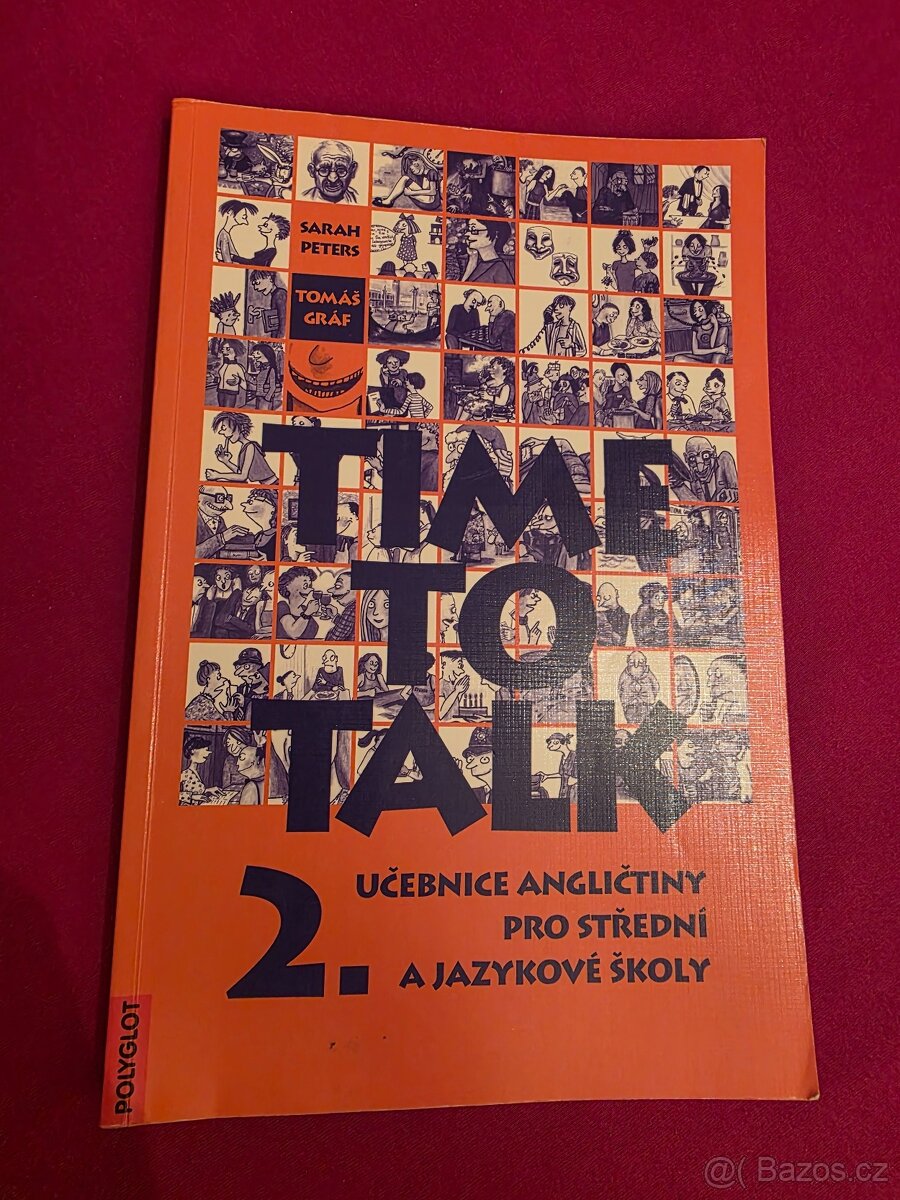 SARAH
PETERS
TOMÁŠ
GRÁF
TIME
TO
TALK
2.
UČEBNICE ANGLIČTINY
PRO STŘEDNÍ
A JAZYKOVÉ ŠKOLY
POLYGLOT
@( Bazos.cz